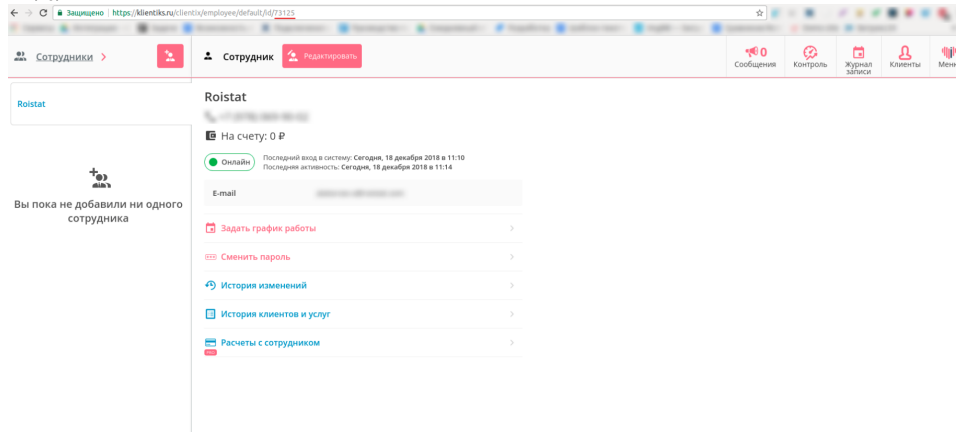 Защищено https://klientiks.ru/clientix/employee/default/id/73125
Сотрудники >
Сотрудник
Редактировать
0
Сообщения
Контроль
Журнал записи
Клиенты
Roistat
Вы пока не добавили ни одного
сотрудника
Roistat
На счету: 0 ₽
Онлайн
Последний вход в систему: Сегодня, 18 декабря 2018 в 11:10
Последняя активность: Сегодня, 18 декабря 2018 в 11:14
E-mail
Задать график работы
Сменить пароль
История изменений
История клиентов и услуг
Расчеты с сотрудником
PRO